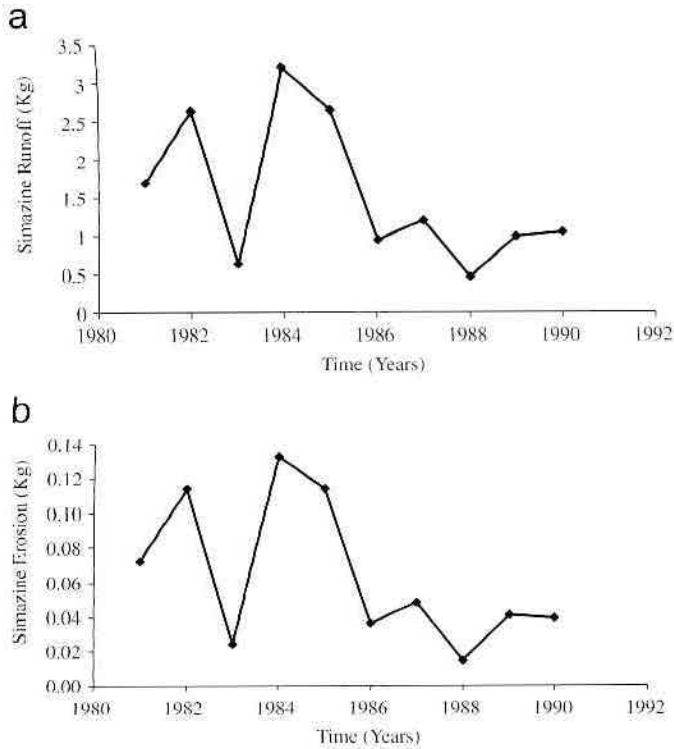 a
3.5
3
2.5
2
1.5
1
0.5
0
Simazine Runoff (Kg)
1980 1982 1984 1986 1988 1990 1992
Time (Years)
b
0.14
0.12
0.10
0.08
0.06
0.04
0.02
0.00
Simazine Erosion (Kg)
1980 1982 1984 1986 1988 1990 1992
Time (Years)